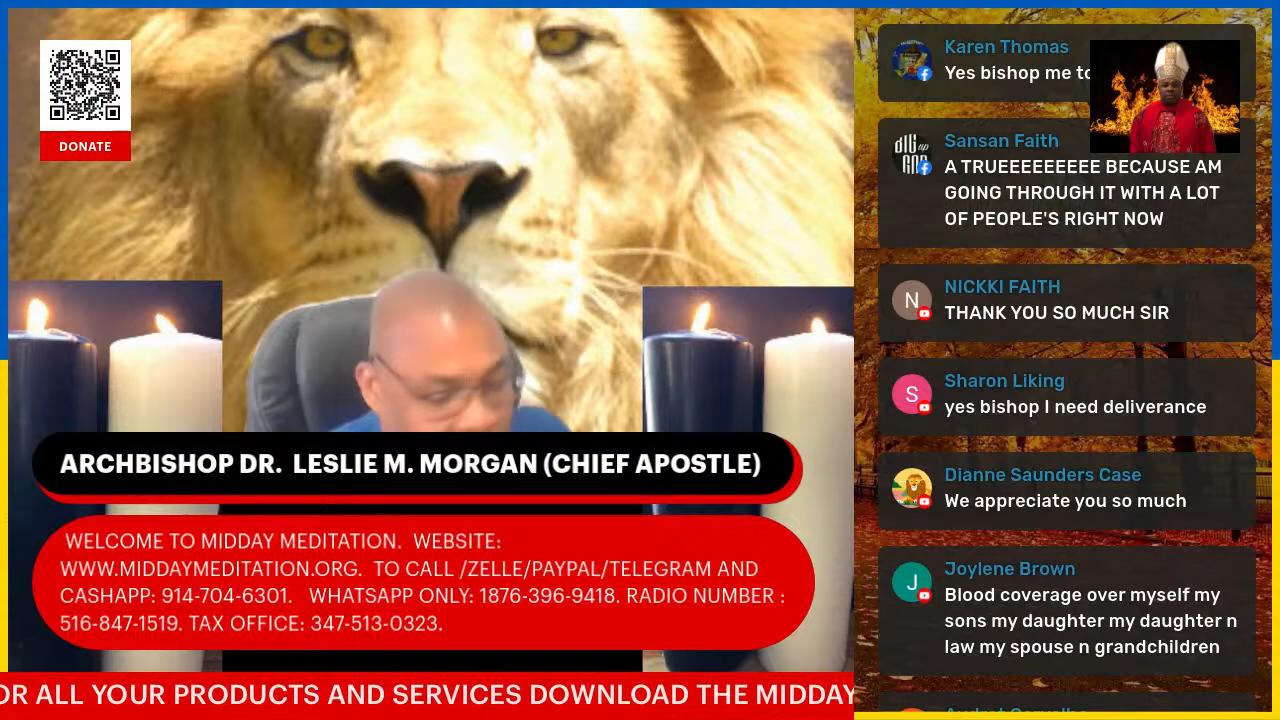 DONATE
ARCHBISHOP DR. LESLIE M. MORGAN (CHIEF APOSTLE)
WELCOME TO MIDDAY MEDITATION. WEBSITE:
WWW.MIDDAYMEDITATION.ORG. TO CALL /ZELLE/PAYPAL/TELEGRAM AND
CASHAPP: 914-704-6301. WHATSAPP ONLY: 1876-396-9418. RADIO NUMBER :
516-847-1519. TAX OFFICE: 347-513-0323.
OR ALL YOUR PRODUCTS AND SERVICES DOWNLOAD THE MIDDAY
Karen Thomas
Yes bishop me to
Sansan Faith
A TRUEEEEEEEEE BECAUSE AM
GOING THROUGH IT WITH A LOT
OF PEOPLE'S RIGHT NOW
N
NICKKI FAITH
THANK YOU SO MUCH SIR
S
Sharon Liking
yes bishop I need deliverance
Dianne Saunders Case
We appreciate you so much
J
Joylene Brown
Blood coverage over myself my
sons my daughter my daughter n
law my spouse n grandchildren